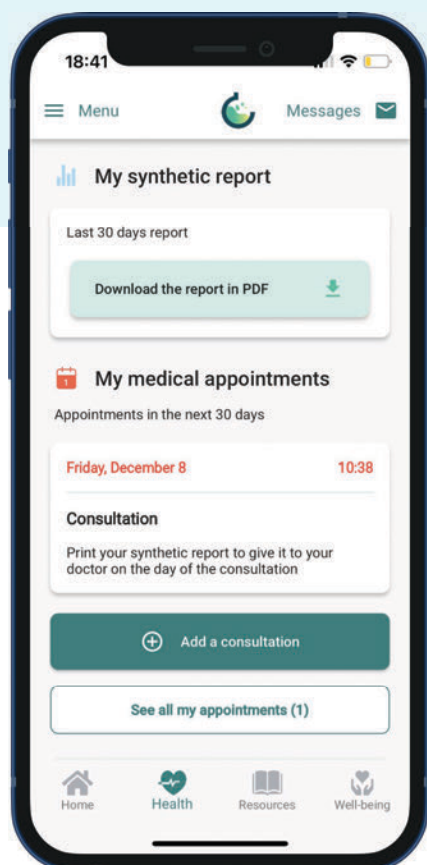 18:41
Menu
Messages
My synthetic report
Last 30 days report
Download the report in PDF
My medical appointments
1
Appointments in the next 30 days
Friday, December 8 10:38
Consultation
Print your synthetic report to give it to your
doctor on the day of the consultation
Add a consultation
See all my appointments (1)
Home Health Resources Well-being